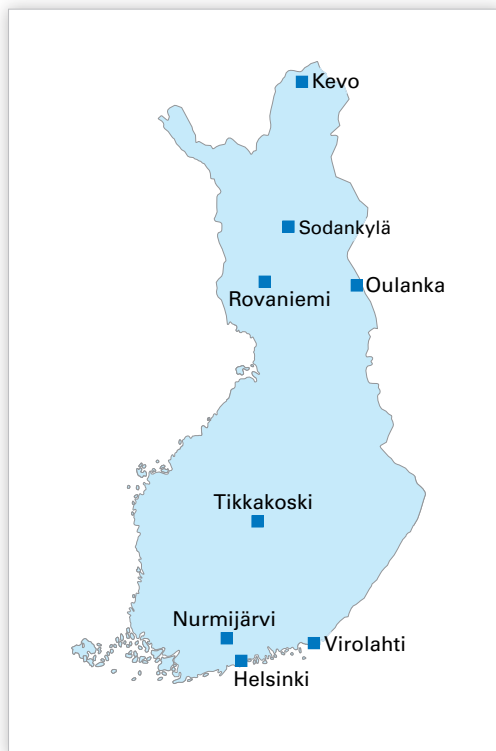 Kevo
Sodankylä
Oulanka
Rovaniemi
Tikkakoski
Nurmijärvi
Virolahti
Helsinki